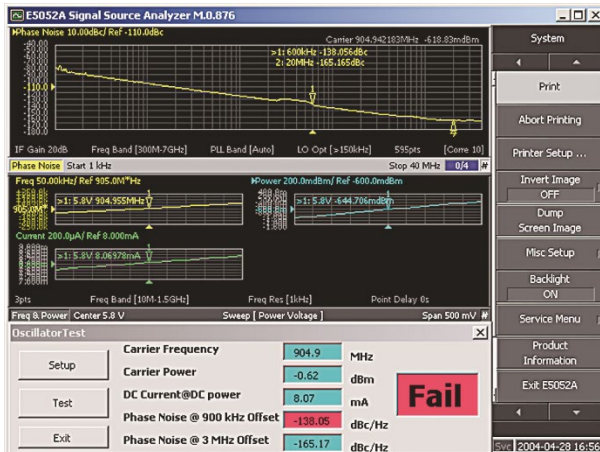 E5052A Signal Source Analyzer M.0.876
Phase Noise 10.00dBc/ Ref -110.0dBc
Carrier 904.942183MHz -618.83mdBm
>1: 600kHz -138.056dBc
2: 20MHz -165.165dBc
-110.0
-180.0
IF Gain 20dB Freq Band [300M-7GHz] PLL Band [Auto] LO Opt [>150kHz] 595pts [Corre 10]
Phase Noise Start 1 kHz Stop 40 MHz 0/4 #
Freq 50.00kHz/ Ref 905.0M*Hz
>1: 5.8V 904.955MHz
Power 200.0mdBm/ Ref -600.0mdBm
>1: 5.8V -644.706mdBm
Current 200.0µA/ Ref 8.000mA
>1: 5.8V 8.06978mA
3pts Freq Band [10M-1.5GHz] Freq Res [1kHz] Point Delay 0s
Freq & Power Center 5.8 V Sweep [ Power Voltage ] Span 500 mV #
OscillatorTest
Setup
Test
Exit
Carrier Frequency 904.9 MHz
Carrier Power -0.62 dBm
DC Current@DC power 8.07 mA
Phase Noise @ 900 kHz Offset -138.05 dBc/Hz
Phase Noise @ 3 MHz Offset -165.17 dBc/Hz
Fail
System
Print
Abort Printing
Printer Setup ...
Invert Image
OFF
Dump
Screen Image
Misc Setup
Backlight
ON
Service Menu
Product
Information
Exit E5052A
Svc 2004-04-28 16:56